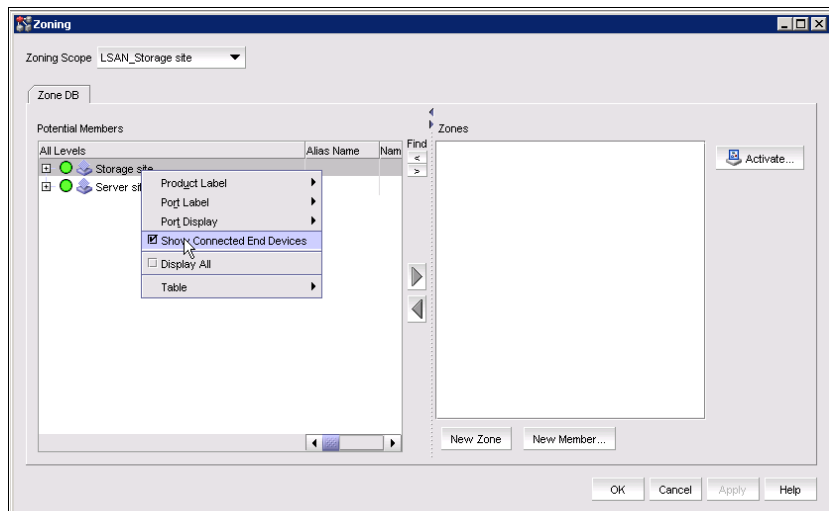 Zoning
Zoning Scope LSAN_Storage site
Zone DB
Potential Members
All Levels Alias Name Nam
Storage site
Server si
Product Label
Port Label
Port Display
Show Connected End Devices
Display All
Table
Find
<
>
Zones
Activate...
New Zone New Member...
OK Cancel Apply Help